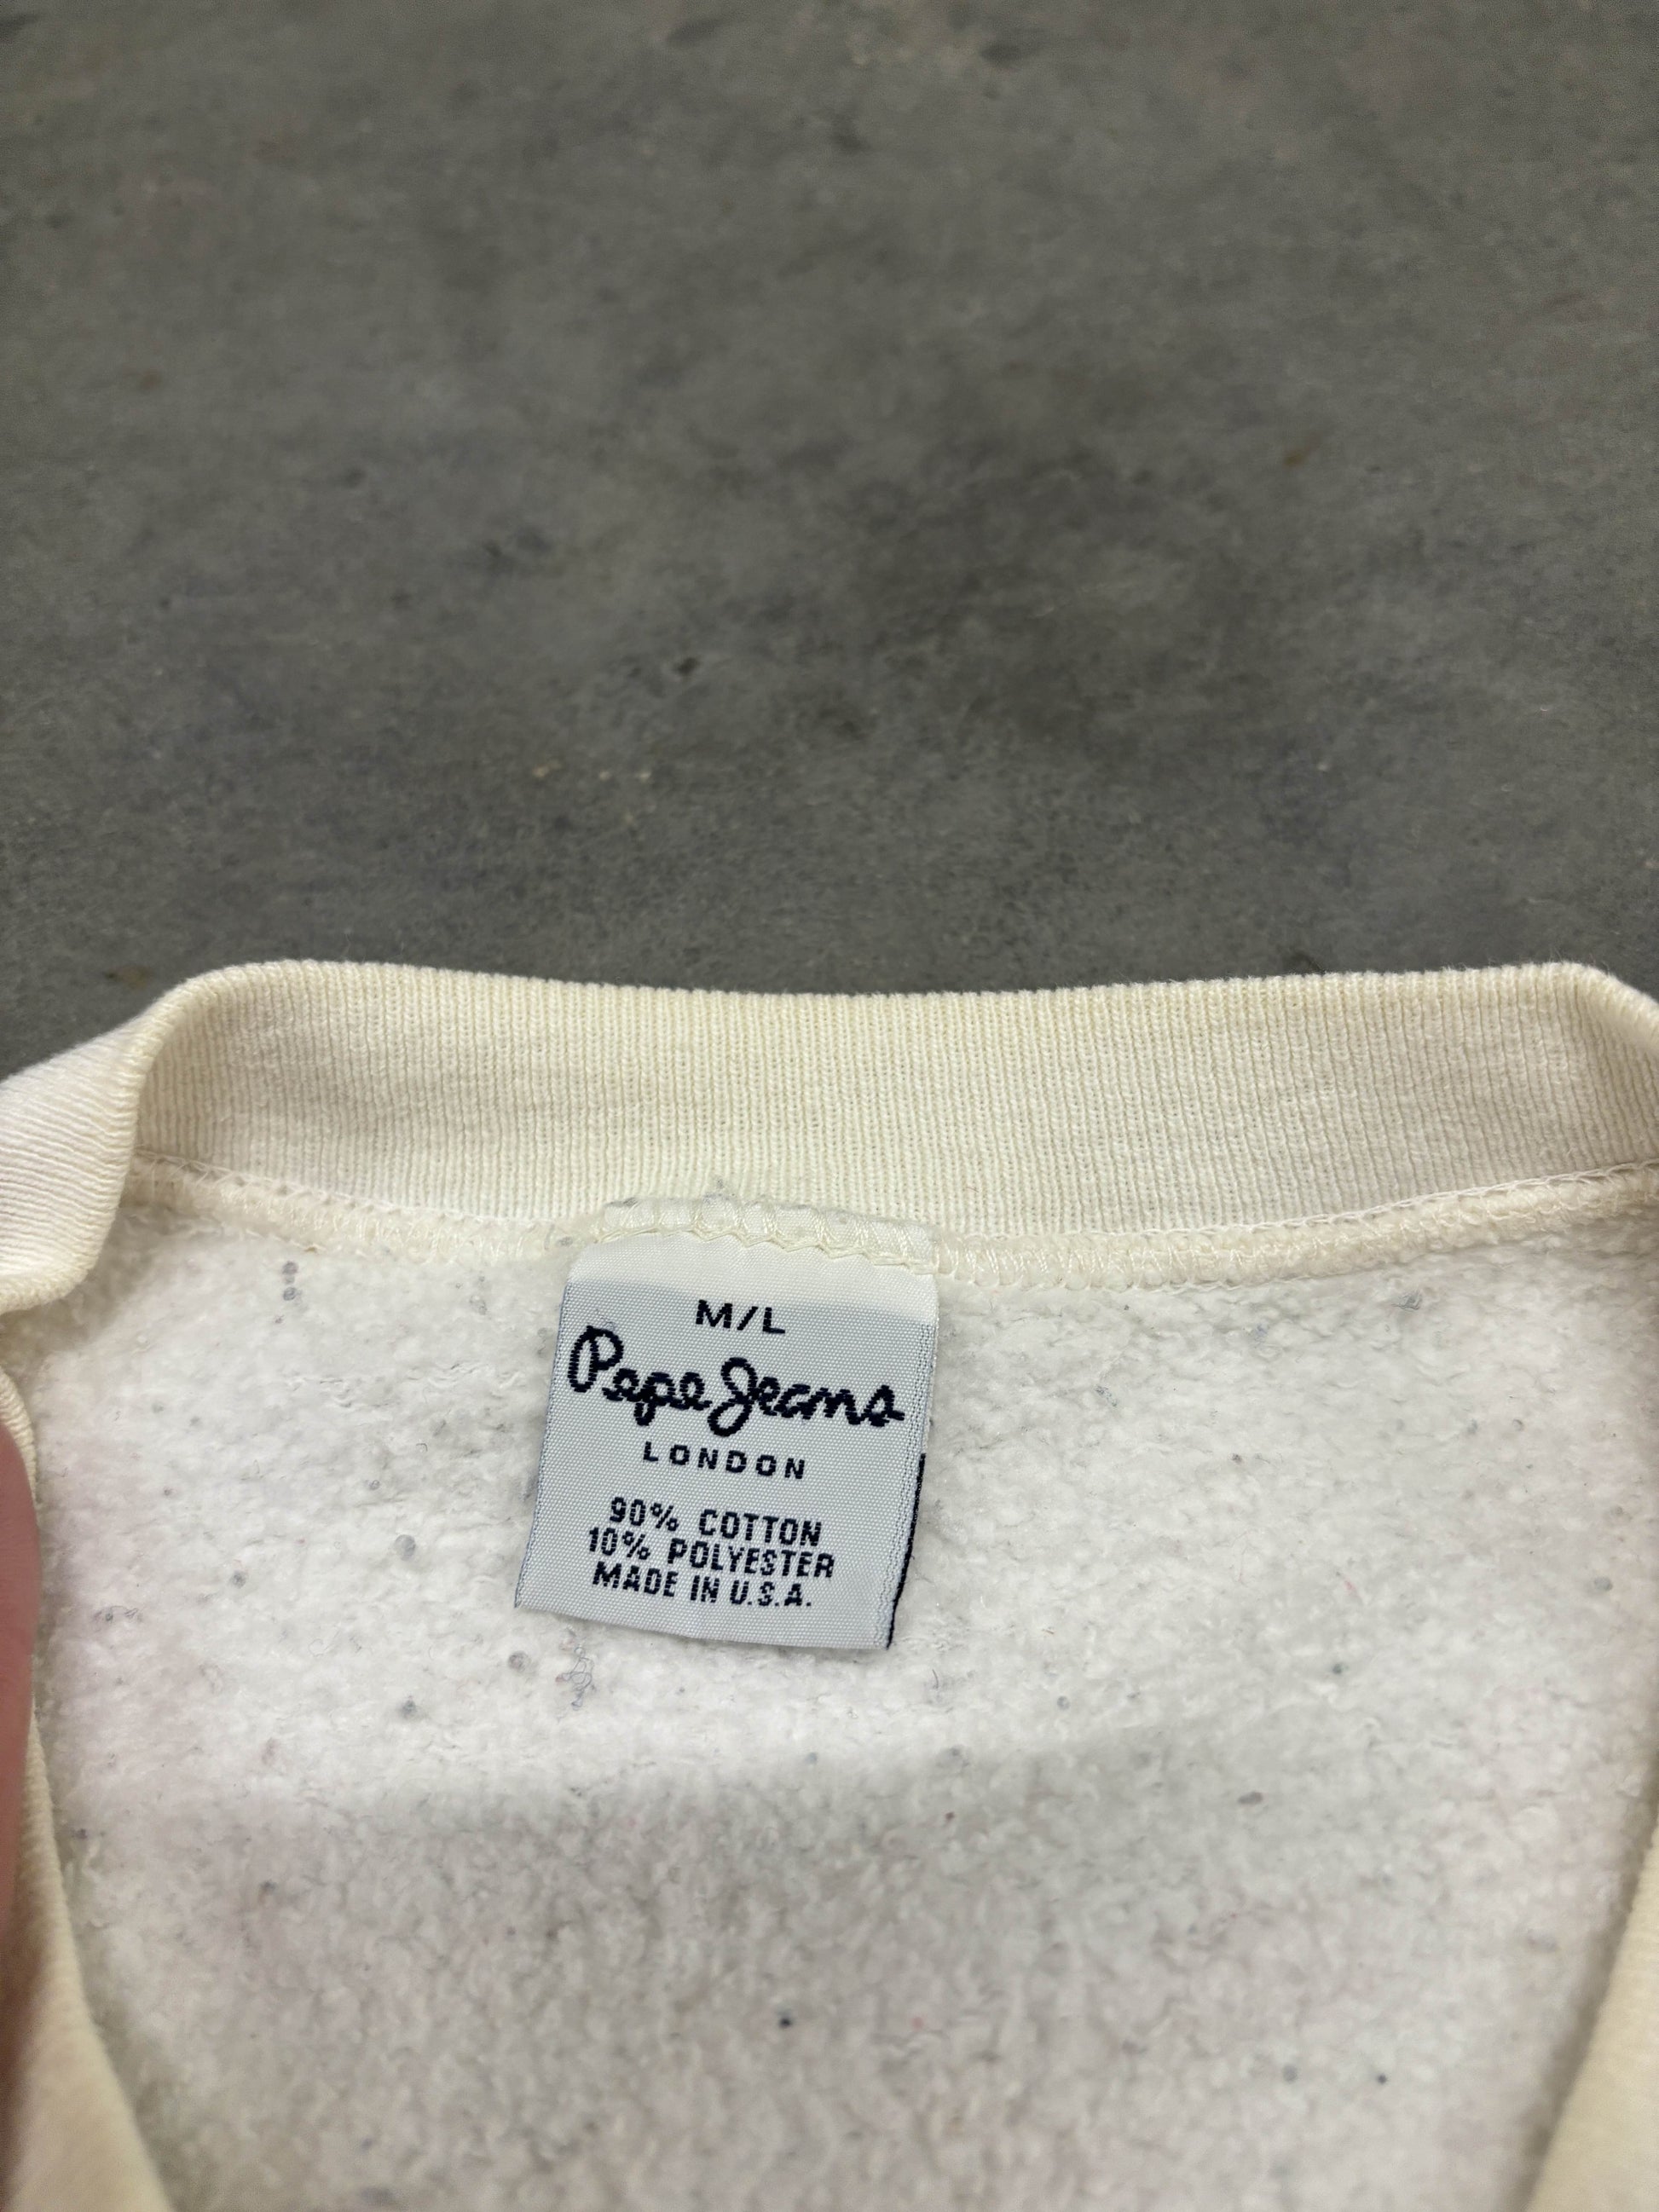 M/L
Pepe Jeans
LONDON
90% COTTON
10% POLYESTER
MADE IN U.S.A.